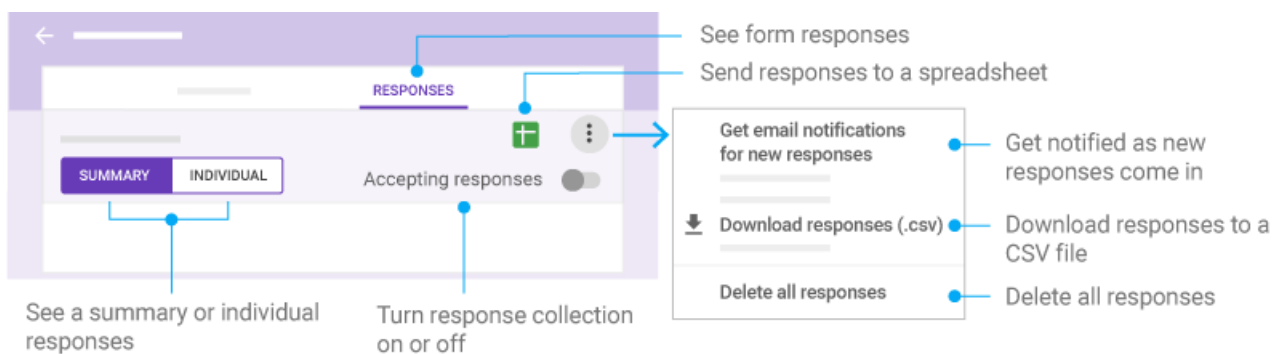 See form responses
Send responses to a spreadsheet
RESPONSES
SUMMARY
INDIVIDUAL
Accepting responses
Get email notifications
for new responses
Get notified as new
responses come in
Download responses (.csv)
Download responses to a
CSV file
Delete all responses
Delete all responses
See a summary or individual
responses
Turn response collection
on or off